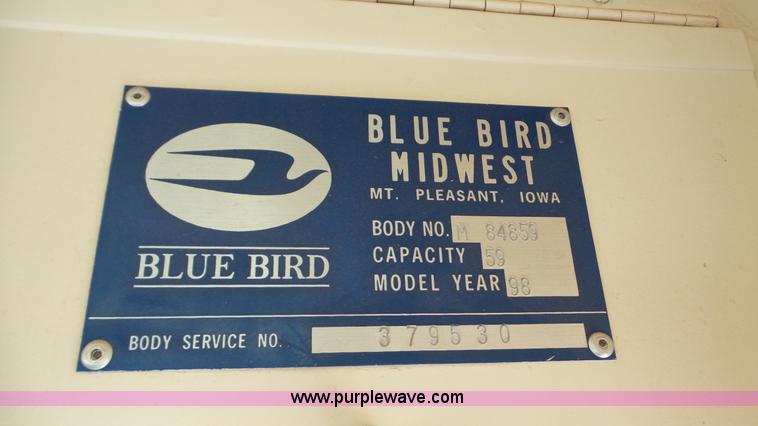 BLUE BIRD
MIDWEST
MT. PLEASANT, IOWA
BODY NO. M 84859
CAPACITY 59
MODEL YEAR 98
BLUE BIRD
BODY SERVICE NO. 379530
www.purplewave.com